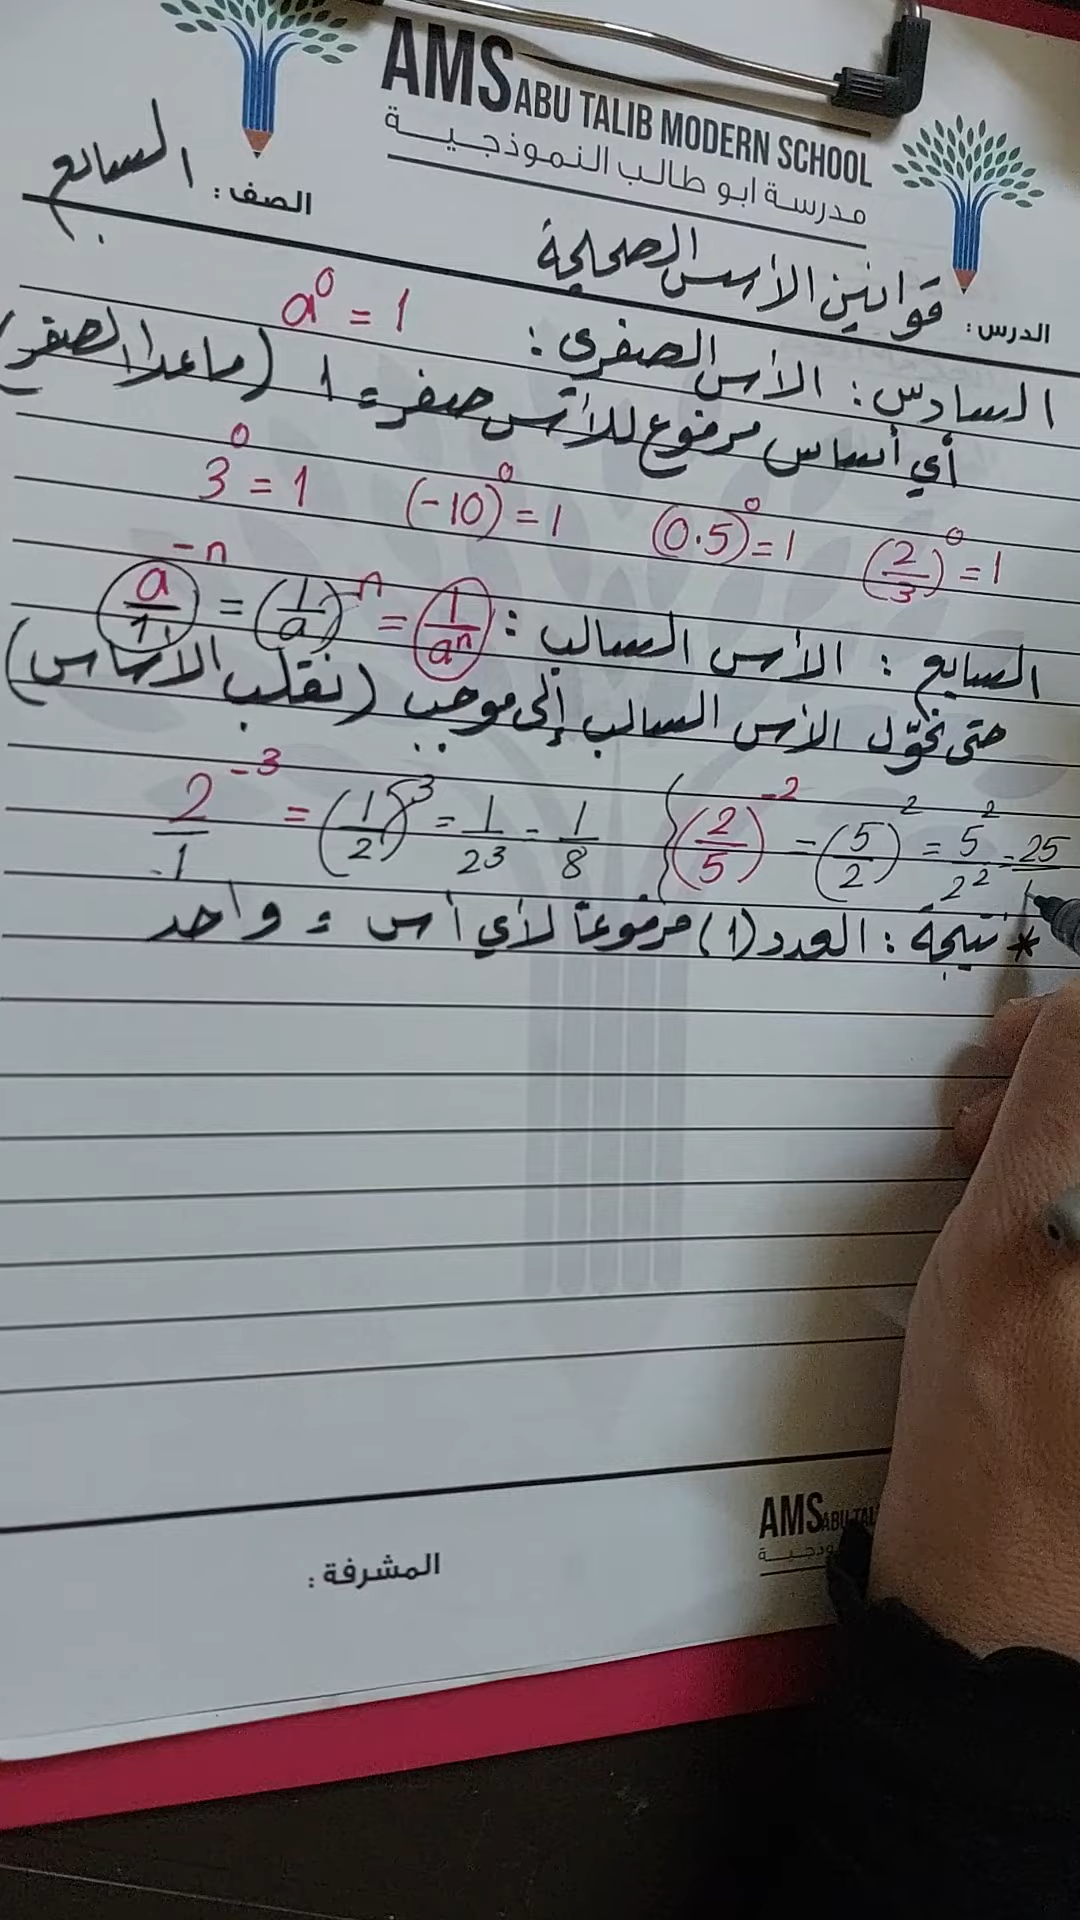 AMS ABU TALIB MODERN SCHOOL
مدرسة ابو طالب النموذجية
الصف: السابع
الدرس: قوانين الأسس الصحيحة
السادس: الأس الصفري: a⁰ = 1
أي أساس مرفوع للأس صفر = 1 (ماعدا الصفر)
3⁰ = 1 (-10)⁰ = 1 (0.5)⁰ = 1 (2/3)⁰ = 1
السابع: الأس السالب: (a/1)⁻ⁿ = (1/a)ⁿ = 1/aⁿ
حتى نحوّل الأس السالب إلى موجب (نقلب الأساس)
2/1⁻³ = (1/2)³ = 1/2³ = 1/8 (2/5)⁻² = (5/2)² = 5²/2² = 25/
* نتيجة: العدد (1) مرفوعاً لأي أس = واحد
AMS ABU TAL
المشرفة: